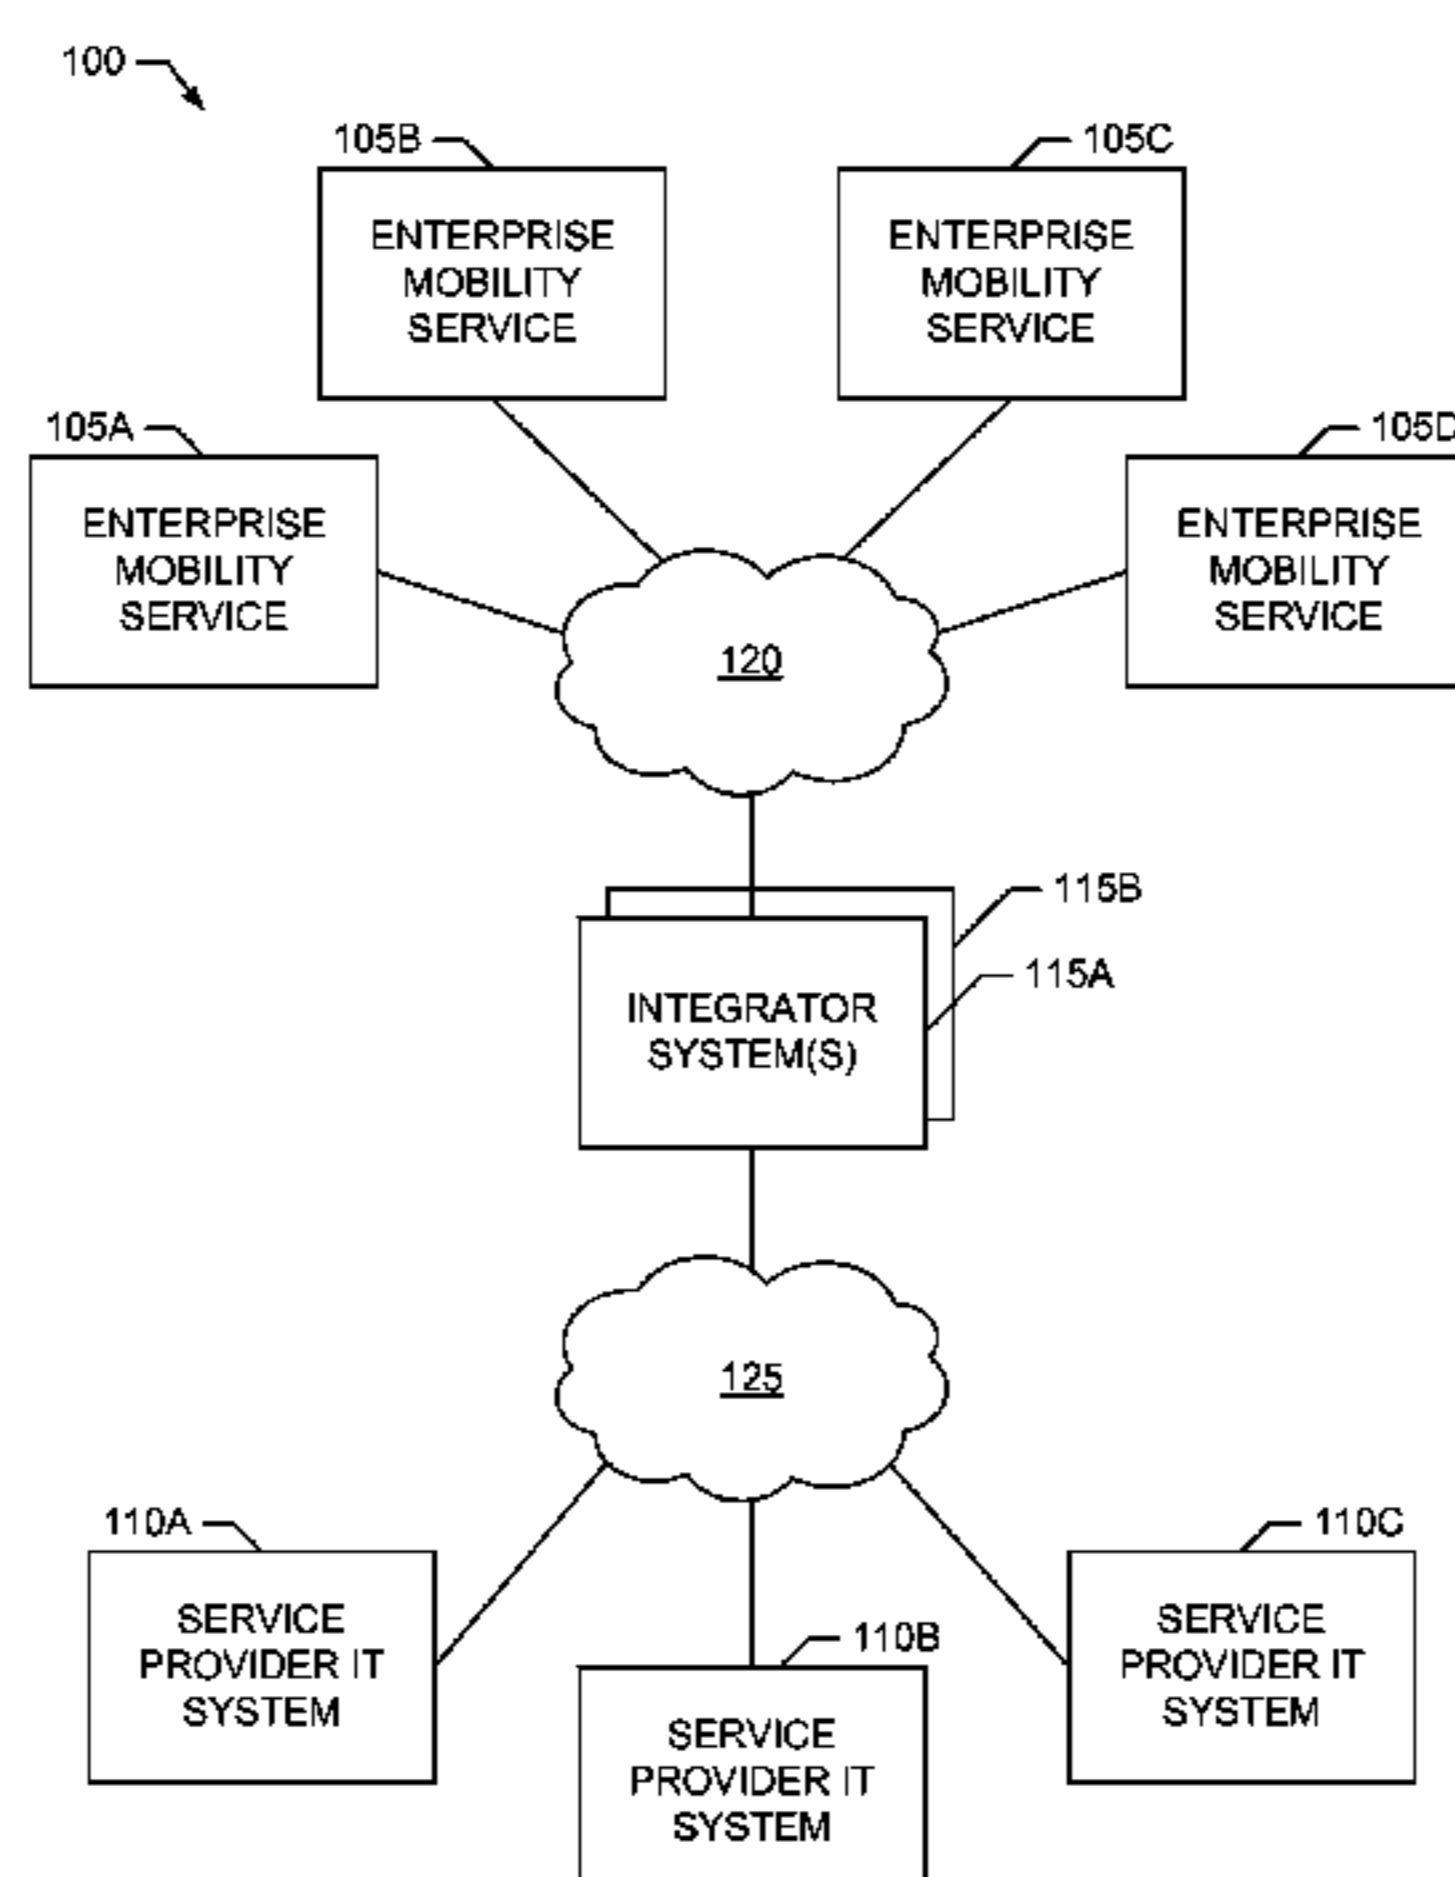 100
105B
105C
ENTERPRISE
MOBILITY
SERVICE
ENTERPRISE
MOBILITY
SERVICE
105A
105D
ENTERPRISE
MOBILITY
SERVICE
ENTERPRISE
MOBILITY
SERVICE
120
115B
115A
INTEGRATOR
SYSTEM(S)
125
110A
110C
SERVICE
PROVIDER IT
SYSTEM
110B
SERVICE
PROVIDER IT
SYSTEM
SERVICE
PROVIDER IT
SYSTEM